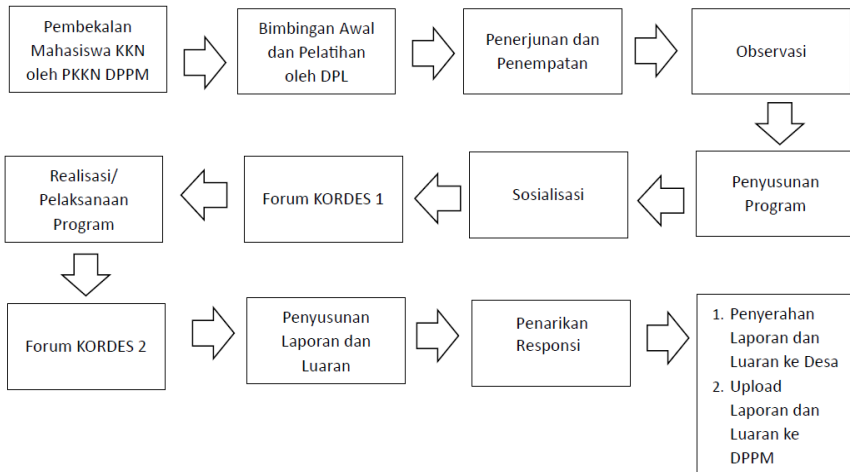 Pembekalan
Mahasiswa KKN
oleh PKKN DPPM
Bimbingan Awal
dan Pelatihan
oleh DPL
Penerjunan dan
Penempatan
Observasi
Penyusunan
Program
Sosialisasi
Forum KORDES 1
Realisasi/
Pelaksanaan
Program
Forum KORDES 2
Penyusunan
Laporan dan
Luaran
Penarikan
Responsi
1. Penyerahan
Laporan dan
Luaran ke Desa
2. Upload
Laporan dan
Luaran ke
DPPM